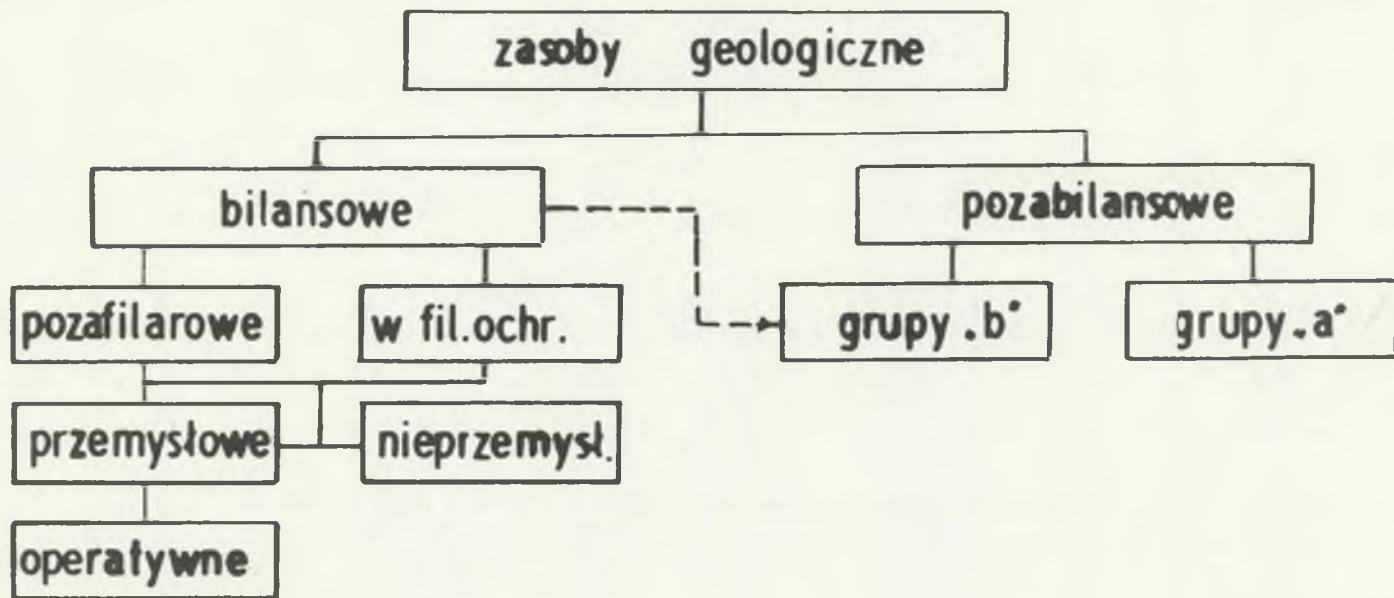 zasoby geologiczne
bilansowe
pozabilansowe
pozafilarowe
w fil.ochr.
grupy „b"
grupy „a"
przemysłowe
nieprzemysł.
operatywne